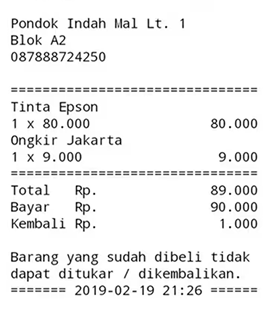 Pondok Indah Mal Lt. 1
Blok A2
087888724250
==============================
Tinta Epson
1 x 80.000 80.000
Ongkir Jakarta
1 x 9.000 9.000
==============================
Total Rp. 89.000
Bayar Rp. 90.000
Kembali Rp. 1.000
Barang yang sudah dibeli tidak
dapat ditukar / dikembalikan.
======= 2019-02-19 21:26 ======